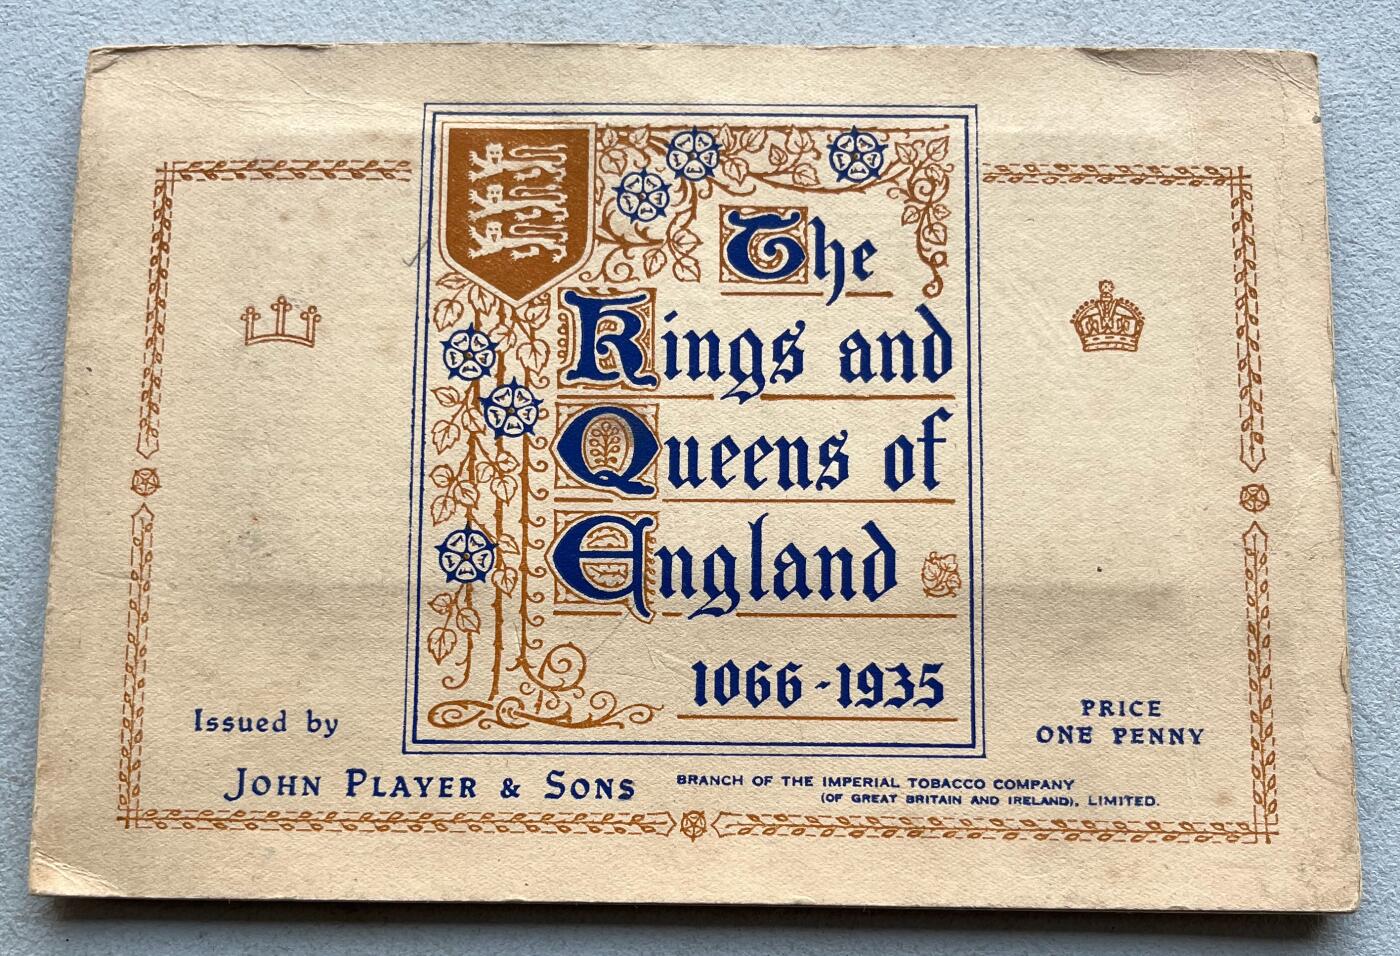 The
Kings and
Queens of
England
1066-1935
Issued by
JOHN PLAYER & SONS
BRANCH OF THE IMPERIAL TOBACCO COMPANY
(OF GREAT BRITAIN AND IRELAND), LIMITED.
PRICE
ONE PENNY